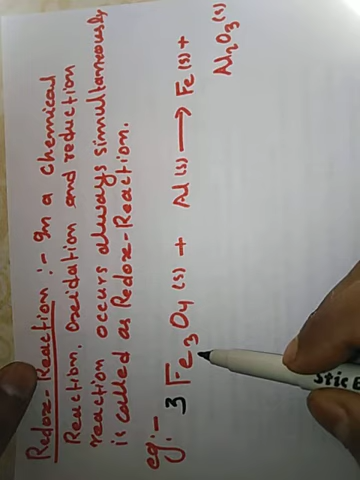 Redox-Reaction :- In a chemical
Reaction, Oxidation and reduction
reaction occurs always simultaneously
is called as Redox-Reaction.
eg:-
3 Fe3O4 (s) + Al(s) ⟶ Fe(s) +
Al2O3(s)
Stic E